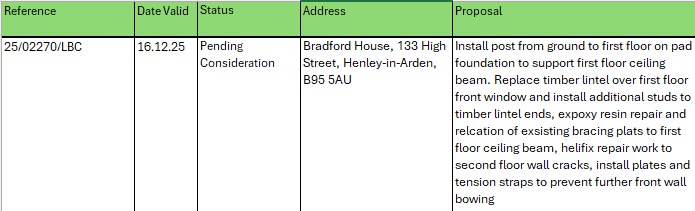 Reference Date Valid Status Address Proposal
25/02270/LBC 16.12.25 Pending Bradford House, 133 High Install post from ground to first floor on pad
Consideration Street, Henley-in-Arden, foundation to support first floor ceiling
B95 5AU beam. Replace timber lintel over first floor
front window and install additional studs to
timber lintel ends, expoxy resin repair and
relcation of exsisting bracing plats to first
floor ceiling beam, helifix repair work to
second floor wall cracks, install plates and
tension straps to prevent further front wall
bowing